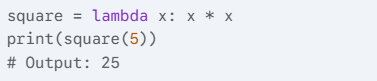 square = lambda x: x * x
print(square(5))
# Output: 25